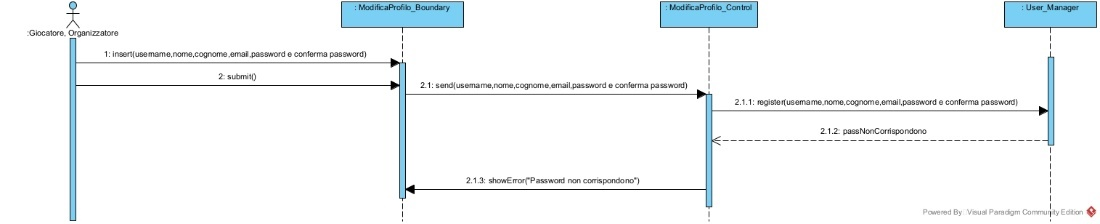 : ModificaProfilo_Boundary
: ModificaProfilo_Control
: User_Manager
:Giocatore, Organizzatore
1: insert(username,nome,cognome,email,password e conferma password)
2: submit()
2.1: send(username,nome,cognome,email,password e conferma password)
2.1.1: register(username,nome,cognome,email,password e conferma password)
2.1.2: passNonCorrispondono
2.1.3: showError("Password non corrispondono")
Powered By Visual Paradigm Community Edition